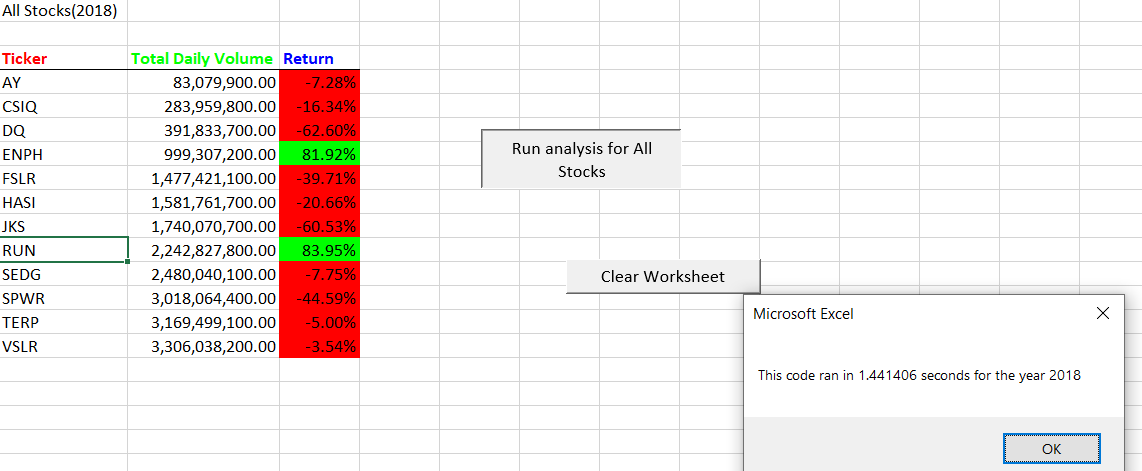 All Stocks(2018)
Ticker Total Daily Volume Return
AY 83,079,900.00 -7.28%
CSIQ 283,959,800.00 -16.34%
DQ 391,833,700.00 -62.60%
ENPH 999,307,200.00 81.92%
FSLR 1,477,421,100.00 -39.71%
HASI 1,581,761,700.00 -20.66%
JKS 1,740,070,700.00 -60.53%
RUN 2,242,827,800.00 83.95%
SEDG 2,480,040,100.00 -7.75%
SPWR 3,018,064,400.00 -44.59%
TERP 3,169,499,100.00 -5.00%
VSLR 3,306,038,200.00 -3.54%
Run analysis for All
Stocks
Clear Worksheet
Microsoft Excel
This code ran in 1.441406 seconds for the year 2018
OK